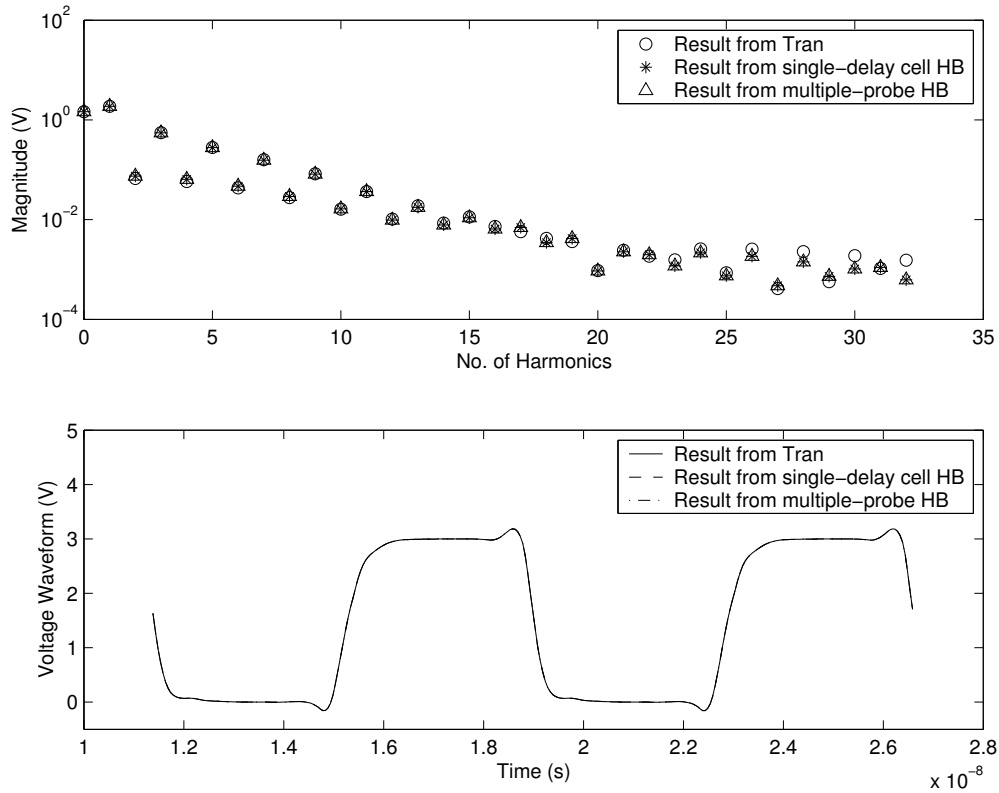 10^2
10^0
10^−2
10^−4
Magnitude (V)
Result from Tran
Result from single−delay cell HB
Result from multiple−probe HB
0 5 10 15 20 25 30 35
No. of Harmonics
5
4
3
2
1
0
Voltage Waveform (V)
Result from Tran
Result from single−delay cell HB
Result from multiple−probe HB
1 1.2 1.4 1.6 1.8 2 2.2 2.4 2.6 2.8
Time (s)
x 10^−8